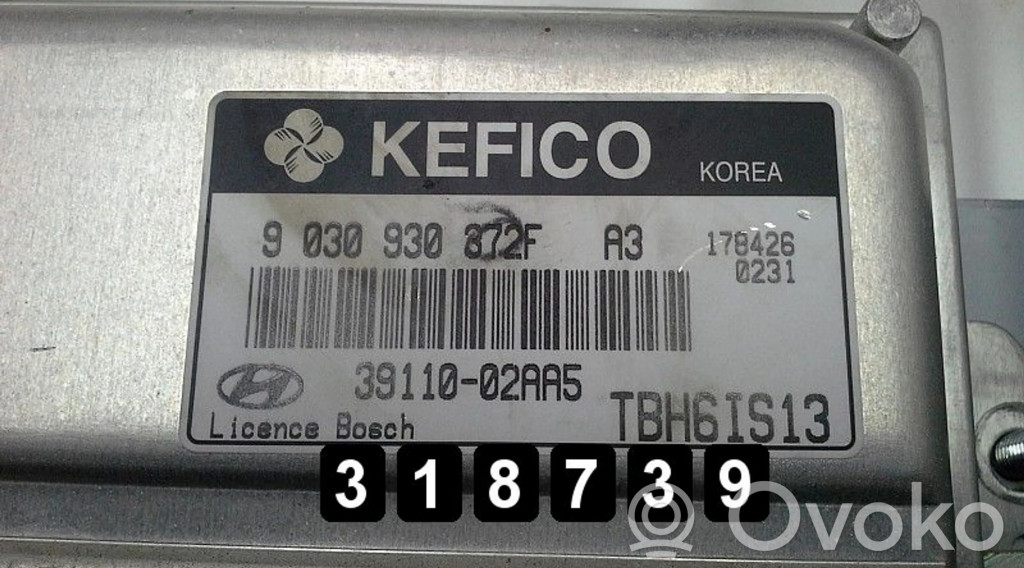 KEFICO KOREA
9 030 930 872F A3 178426
0231
39110-02AA5
Licence Bosch TBH6IS13
318739
Ovoko